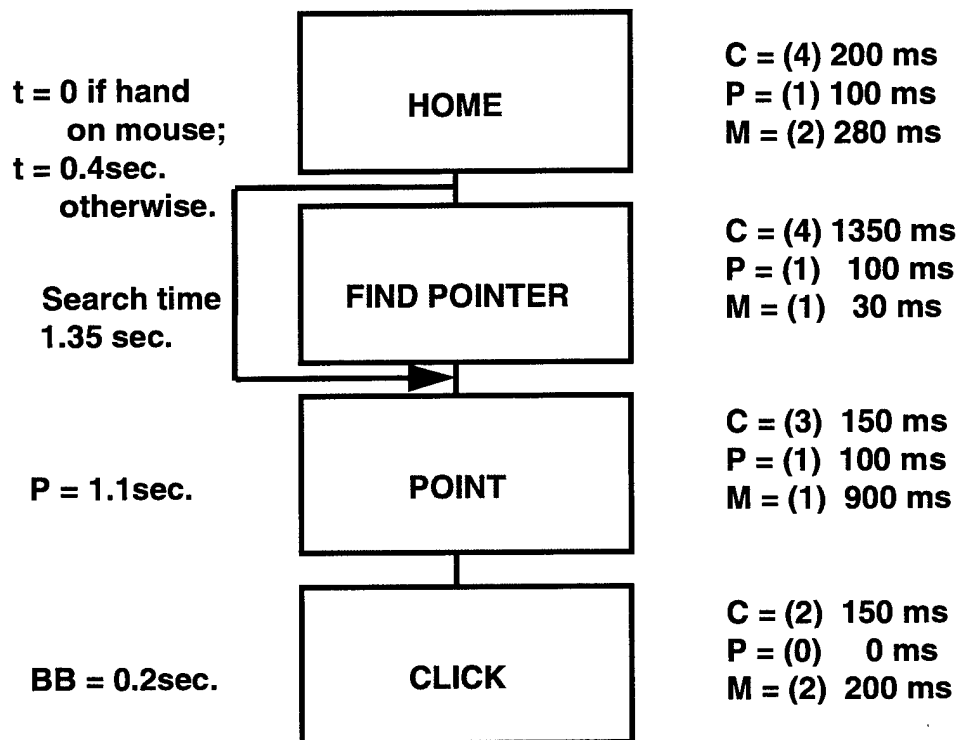 HOME
t = 0 if hand
on mouse;
t = 0.4sec.
otherwise.
C = (4) 200 ms
P = (1) 100 ms
M = (2) 280 ms
FIND POINTER
Search time
1.35 sec.
C = (4) 1350 ms
P = (1) 100 ms
M = (1) 30 ms
POINT
P = 1.1sec.
C = (3) 150 ms
P = (1) 100 ms
M = (1) 900 ms
CLICK
BB = 0.2sec.
C = (2) 150 ms
P = (0) 0 ms
M = (2) 200 ms